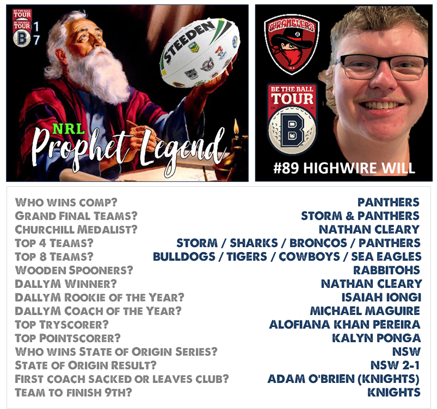 BE THE BALL
TOUR
TOUR
B
1
7
STEEDEN
NRL
Prophet Legend
WRANGLERS
BE THE BALL
TOUR
B
#89 HIGHWIRE WILL
WHO WINS COMP? PANTHERS
GRAND FINAL TEAMS? STORM & PANTHERS
CHURCHILL MEDALIST? NATHAN CLEARY
TOP 4 TEAMS? STORM / SHARKS / BRONCOS / PANTHERS
TOP 8 TEAMS? BULLDOGS / TIGERS / COWBOYS / SEA EAGLES
WOODEN SPOONERS? RABBITOHS
DALLYM WINNER? NATHAN CLEARY
DALLYM ROOKIE OF THE YEAR? ISAIAH IONGI
DALLYM COACH OF THE YEAR? MICHAEL MAGUIRE
TOP TRYSCORER? ALOFIANA KHAN PEREIRA
TOP POINTSCORER? KALYN PONGA
WHO WINS STATE OF ORIGIN SERIES? NSW
STATE OF ORIGIN RESULT? NSW 2-1
FIRST COACH SACKED OR LEAVES CLUB? ADAM O'BRIEN (KNIGHTS)
TEAM TO FINISH 9TH? KNIGHTS